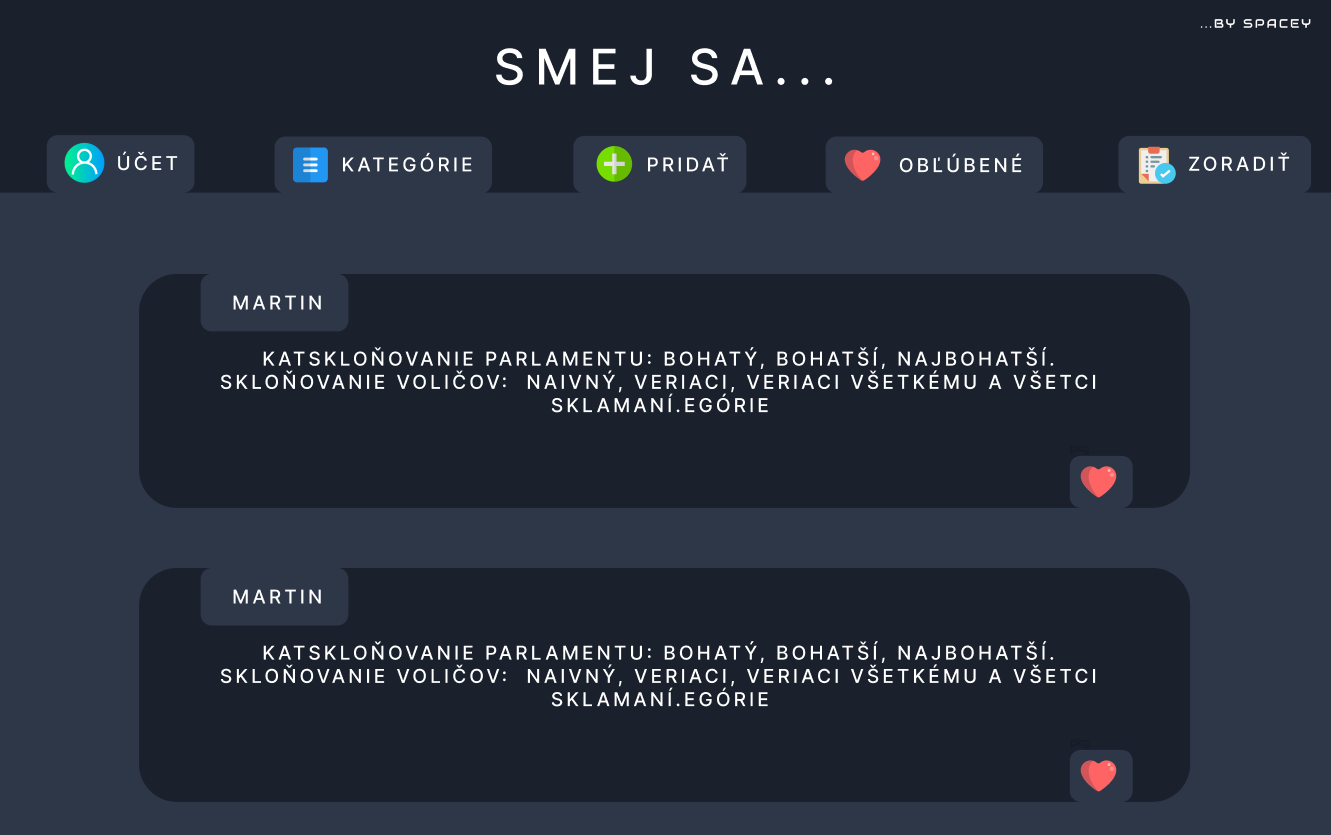 ...BY SPACEY
SMEJ SA...
ÚČET
KATEGÓRIE
PRIDAŤ
OBĽÚBENÉ
ZORADIŤ
MARTIN
KATSKLOŇOVANIE PARLAMENTU: BOHATÝ, BOHATŠÍ, NAJBOHATŠÍ.
SKLOŇOVANIE VOLIČOV:  NAIVNÝ, VERIACI, VERIACI VŠETKÉMU A VŠETCI
SKLAMANÍ.EGÓRIE
MARTIN
KATSKLOŇOVANIE PARLAMENTU: BOHATÝ, BOHATŠÍ, NAJBOHATŠÍ.
SKLOŇOVANIE VOLIČOV:  NAIVNÝ, VERIACI, VERIACI VŠETKÉMU A VŠETCI
SKLAMANÍ.EGÓRIE